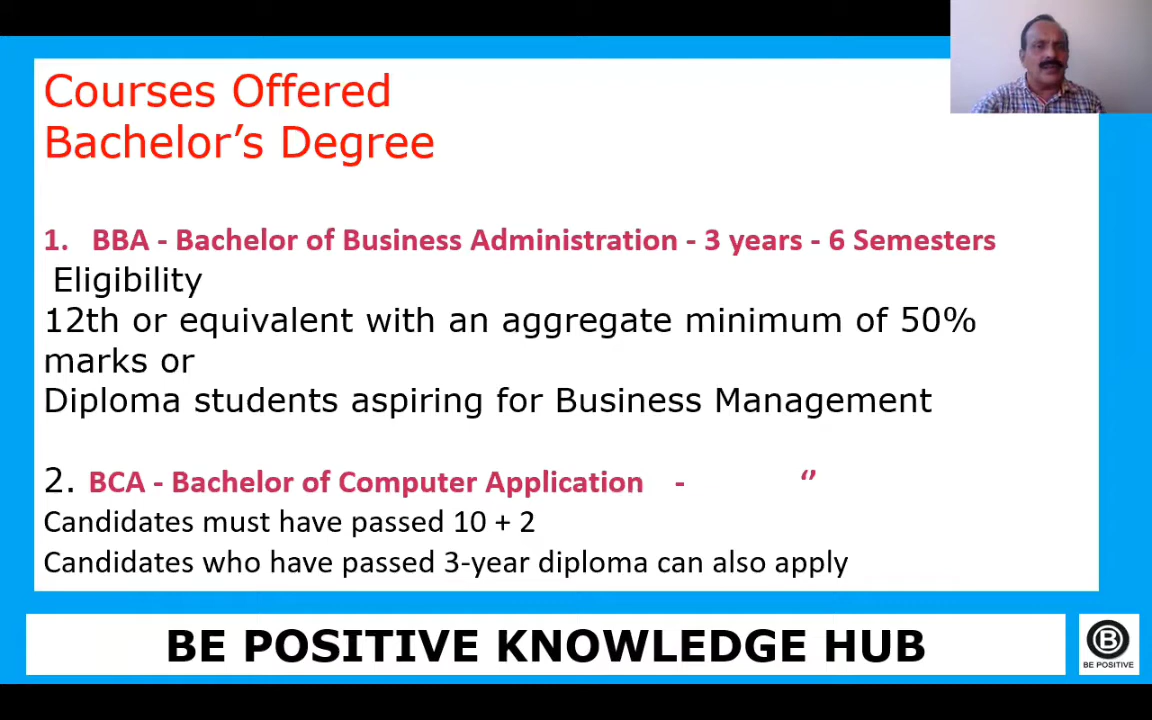 Courses Offered
Bachelor’s Degree
1. BBA - Bachelor of Business Administration - 3 years - 6 Semesters
Eligibility
12th or equivalent with an aggregate minimum of 50%
marks or
Diploma students aspiring for Business Management
2. BCA - Bachelor of Computer Application - ‘’
Candidates must have passed 10 + 2
Candidates who have passed 3-year diploma can also apply
BE POSITIVE KNOWLEDGE HUB
B
BE POSITIVE